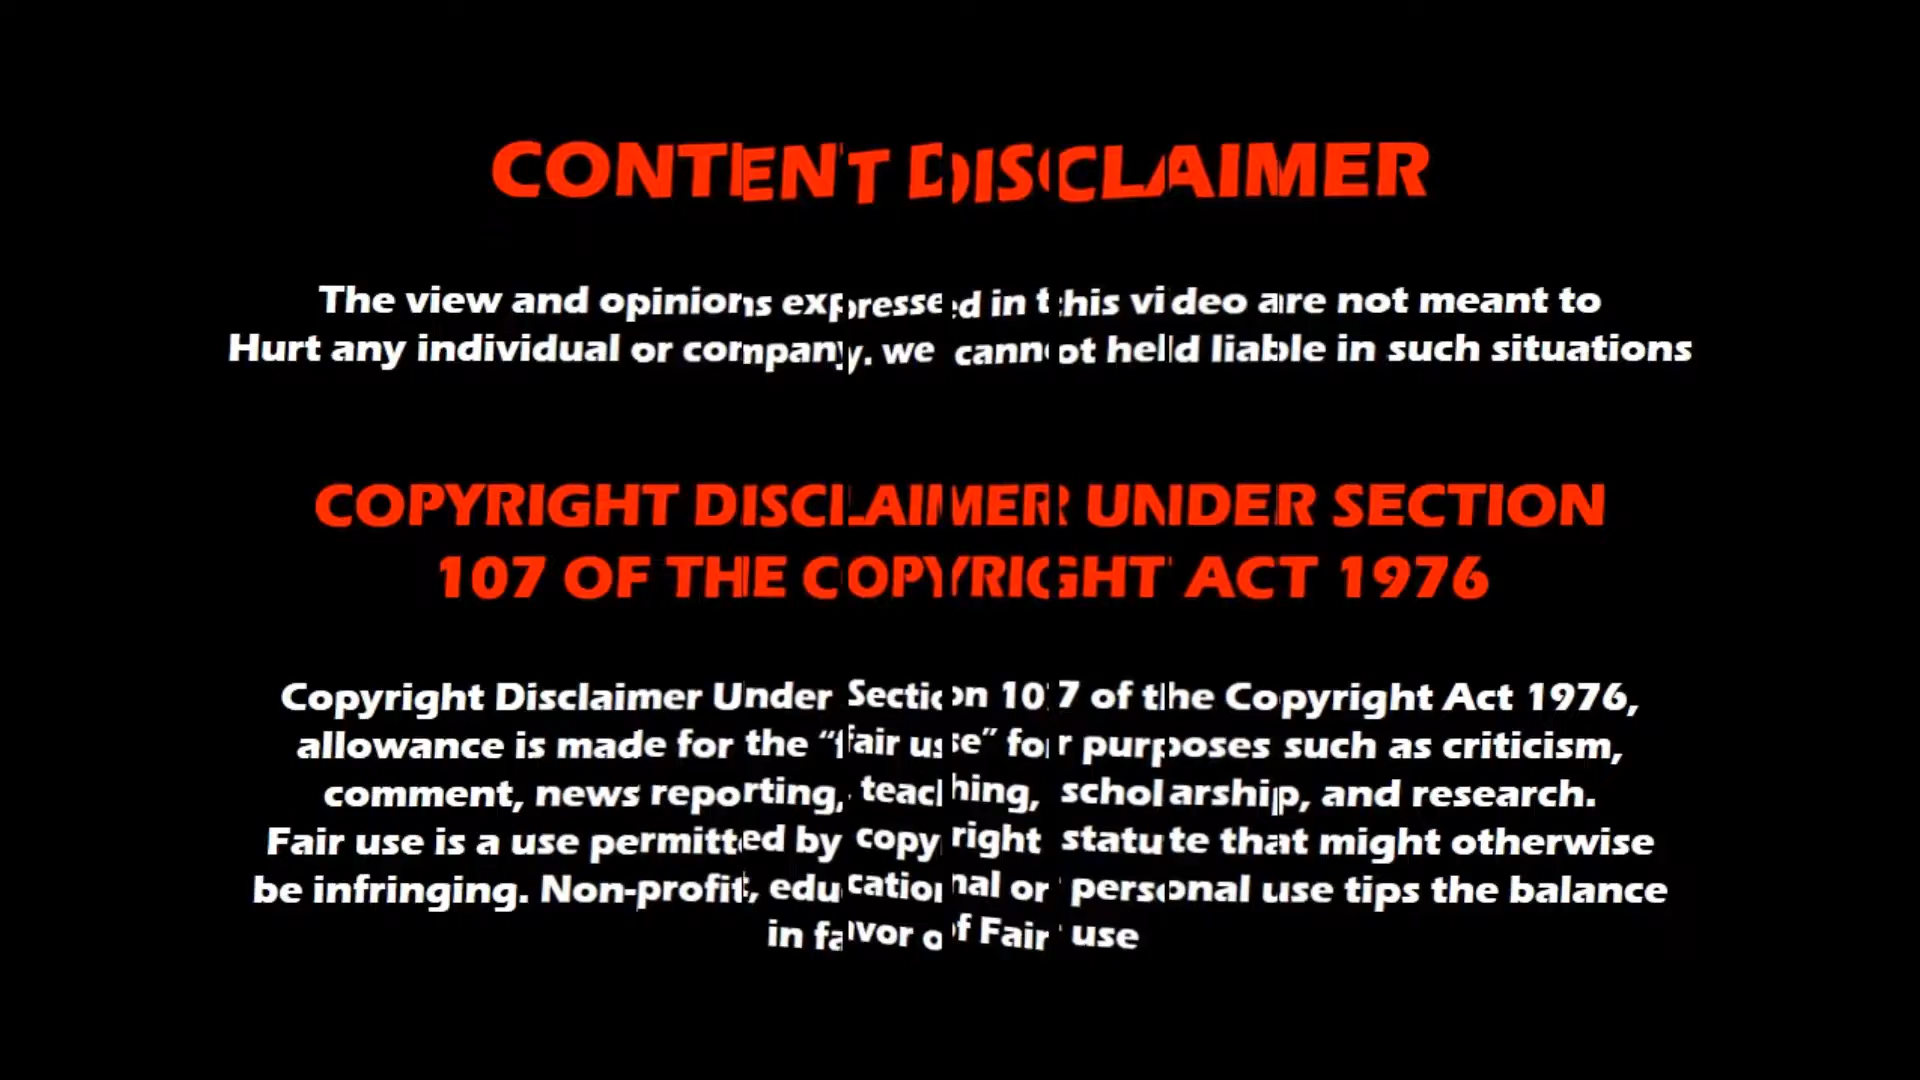 CONTENT DISCLAIMER
The view and opinions expressed in this video are not meant to
Hurt any individual or company. we cannot held liable in such situations
COPYRIGHT DISCLAIMER UNDER SECTION
107 OF THE COPYRIGHT ACT 1976
Copyright Disclaimer Under Section 107 of the Copyright Act 1976,
allowance is made for the “fair use” for purposes such as criticism,
comment, news reporting, teaching, scholarship, and research.
Fair use is a use permitted by copyright statute that might otherwise
be infringing. Non-profit, educational or personal use tips the balance
in favor of Fair use